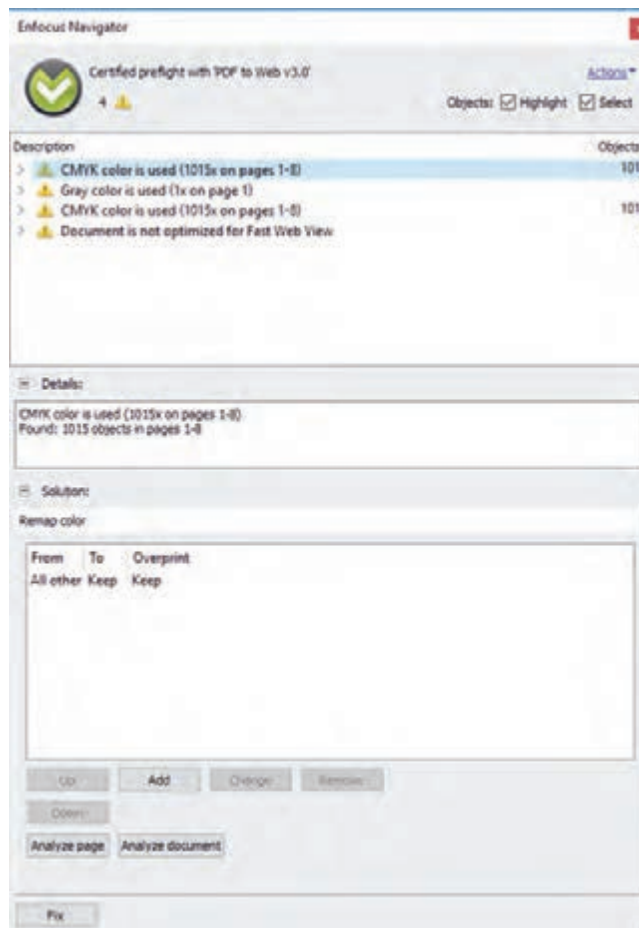 Enfocus Navigator
Certified preflight with 'PDF to Web v3.0'
Actions
4
Objects: Highlight Select
Description Objects
CMYK color is used (1015x on pages 1-8) 101
Gray color is used (1x on page 1)
CMYK color is used (1015x on pages 1-8) 101
Document is not optimized for Fast Web View
Details:
CMYK color is used (1015x on pages 1-8)
Found: 1015 objects in pages 1-8
Solution:
Remap color
From To Overprint
All other Keep Keep
Up Add Change Remove
Down
Analyze page Analyze document
Fix